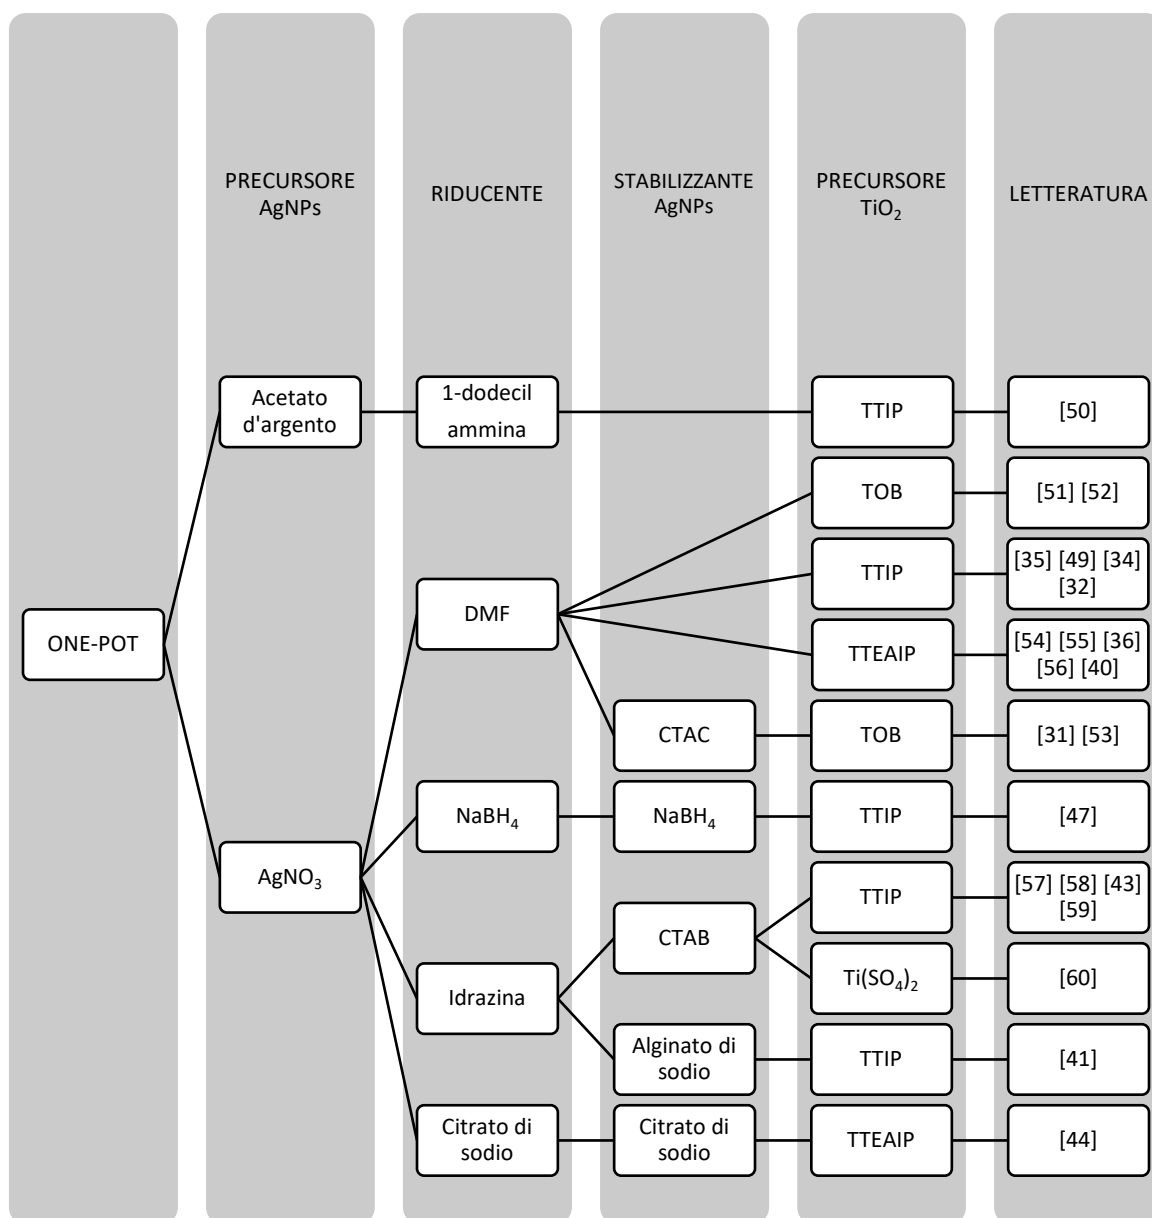 PRECURSORE
AgNPs
RIDUCENTE
STABILIZZANTE
AgNPs
PRECURSORE
TiO₂
LETTERATURA
ONE-POT
Acetato
d'argento
1-dodecil
ammina
TTIP
[50]
TOB
[51] [52]
DMF
TTIP
[35] [49] [34]
[32]
TTEAIP
[54] [55] [36]
[56] [40]
CTAC
TOB
[31] [53]
AgNO₃
NaBH₄
NaBH₄
TTIP
[47]
Idrazina
CTAB
TTIP
[57] [58] [43]
[59]
Ti(SO₄)₂
[60]
Alginato di
sodio
TTIP
[41]
Citrato di
sodio
Citrato di
sodio
TTEAIP
[44]